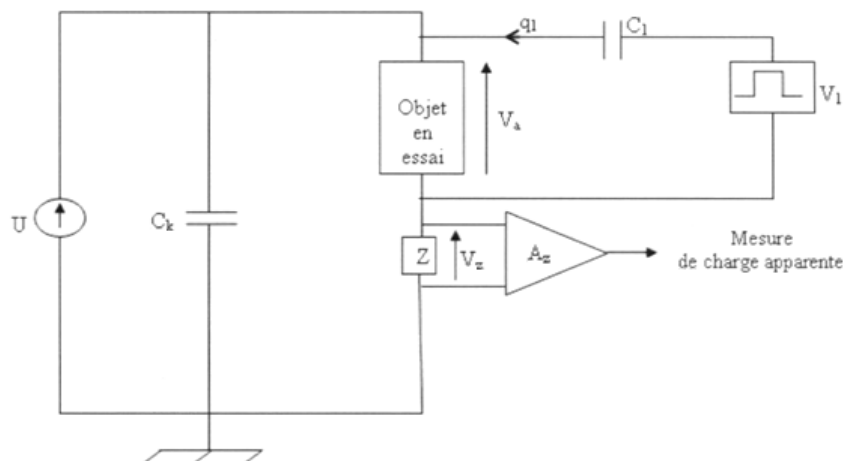 q1
C1
V1
Objet
en
essai
Va
U
Ck
Z
Vz
Az
Mesure
de charge apparente